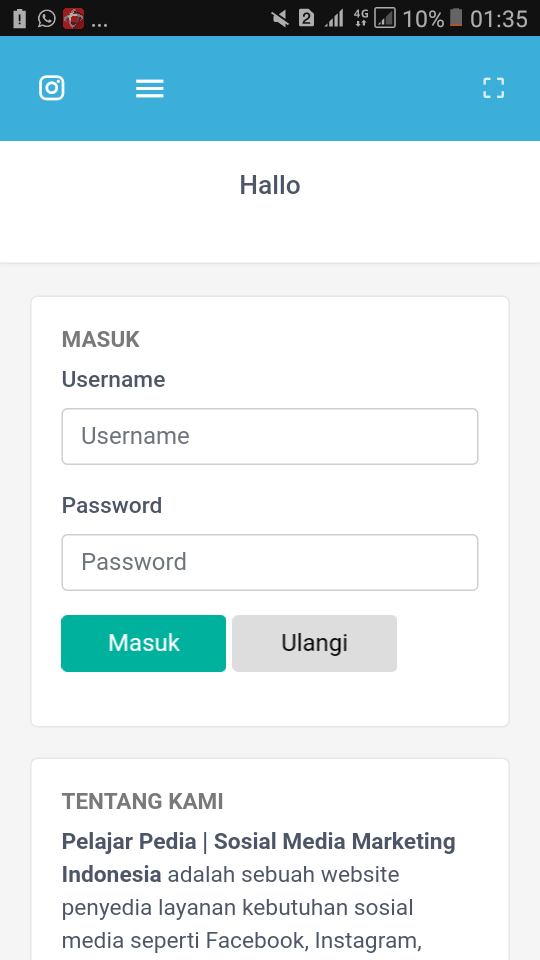 ... 2 4G 10% 01:35
Hallo
MASUK
Username
Username
Password
Password
Masuk Ulangi
TENTANG KAMI
Pelajar Pedia | Sosial Media Marketing
Indonesia adalah sebuah website
penyedia layanan kebutuhan sosial
media seperti Facebook, Instagram,